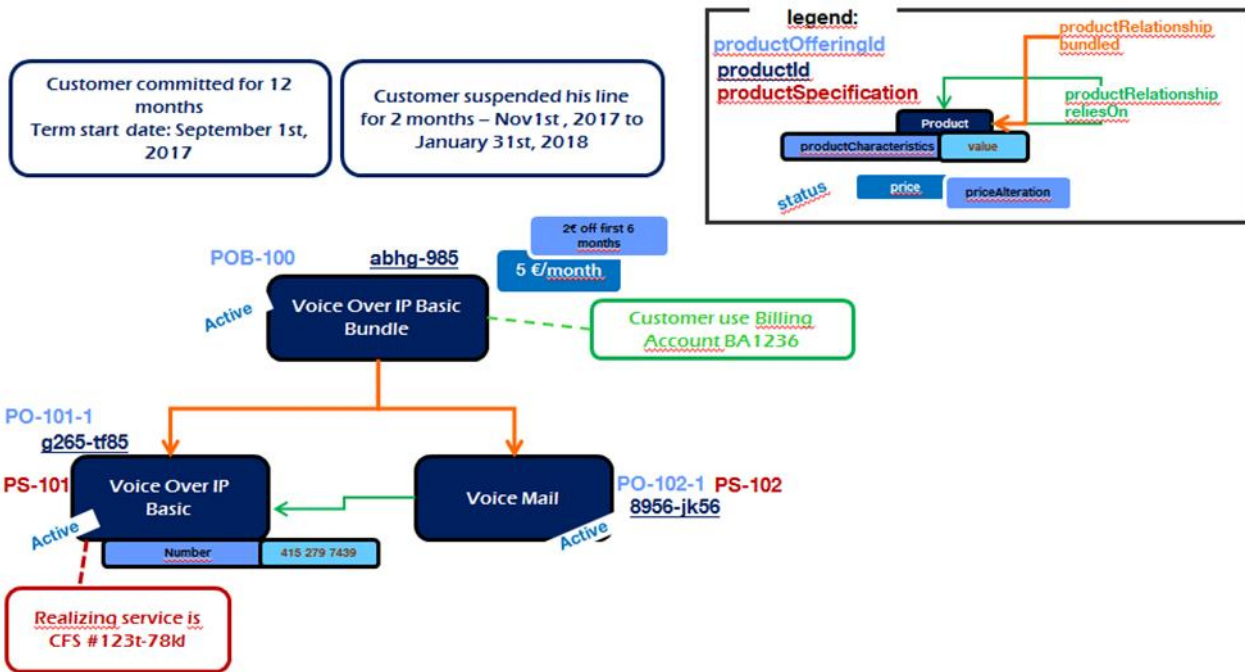 legend:
productOfferingId
productId
productSpecification
productRelationship
bundled
productRelationship
reliesOn
Product
productCharacteristics
value
status
price
priceAlteration
Customer committed for 12
months
Term start date: September 1st,
2017
Customer suspended his line
for 2 months – Nov1st , 2017 to
January 31st, 2018
2€ off first 6
months
5 €/month
POB-100
abhg-985
Active
Voice Over IP Basic
Bundle
Customer use Billing
Account BA1236
PO-101-1
g265-tf85
PS-101
Voice Over IP
Basic
Active
Number
415 279 7439
Voice Mail
PO-102-1 PS-102
8956-jk56
Active
Realizing service is
CFS #123t-78kl